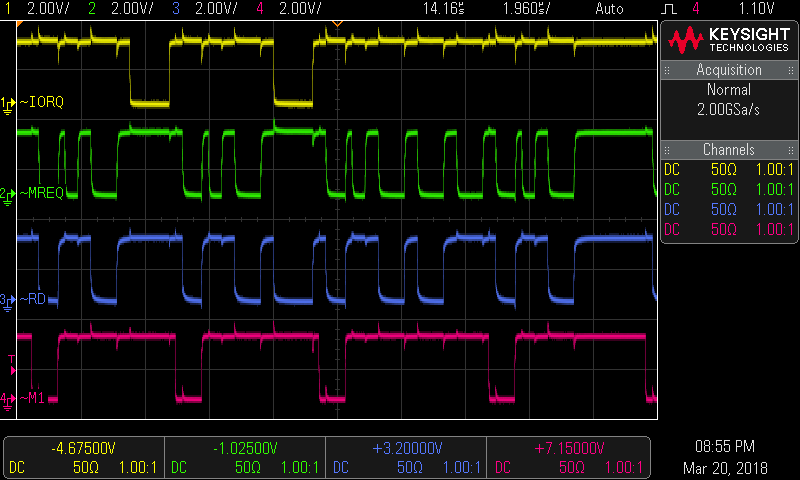 1 2.00V/ 2 2.00V/ 3 2.00V/ 4 2.00V/ 14.16s 1.960s/ Auto 4 1.10V
KEYSIGHT
TECHNOLOGIES
Acquisition
Normal
2.00GSa/s
Channels
DC 50Ω 1.00:1
DC 50Ω 1.00:1
DC 50Ω 1.00:1
DC 50Ω 1.00:1
1 ~IORQ
2 ~MREQ
3 ~RD
T
4 ~M1
-4.67500V -1.02500V +3.20000V +7.15000V
DC 50Ω 1.00:1 DC 50Ω 1.00:1 DC 50Ω 1.00:1 DC 50Ω 1.00:1
08:55 PM
Mar 20, 2018